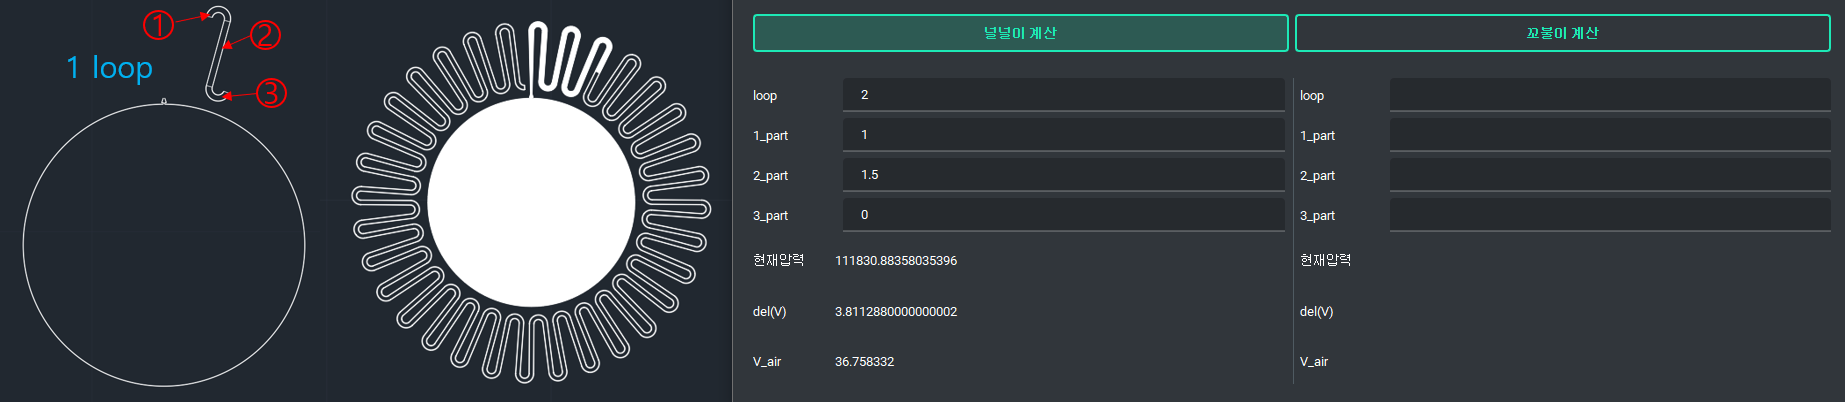 ①
②
1 loop
③
널널이 계산
꼬불이 계산
loop 2
1_part 1
2_part 1.5
3_part 0
현재압력 111830.88358035396
del(V) 3.8112880000000002
V_air 36.758332
loop
1_part
2_part
3_part
현재압력
del(V)
V_air